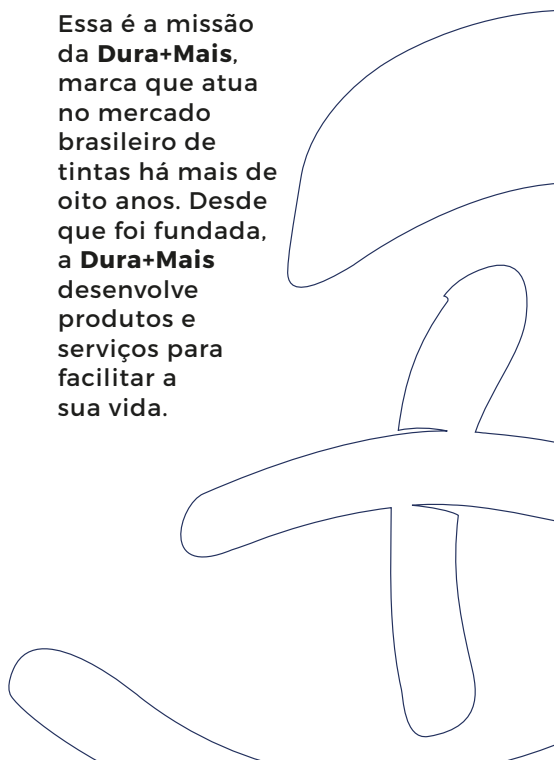 Essa é a missão
da Dura+Mais,
marca que atua
no mercado
brasileiro de
tintas há mais de
oito anos. Desde
que foi fundada,
a Dura+Mais
desenvolve
produtos e
serviços para
facilitar a
sua vida.